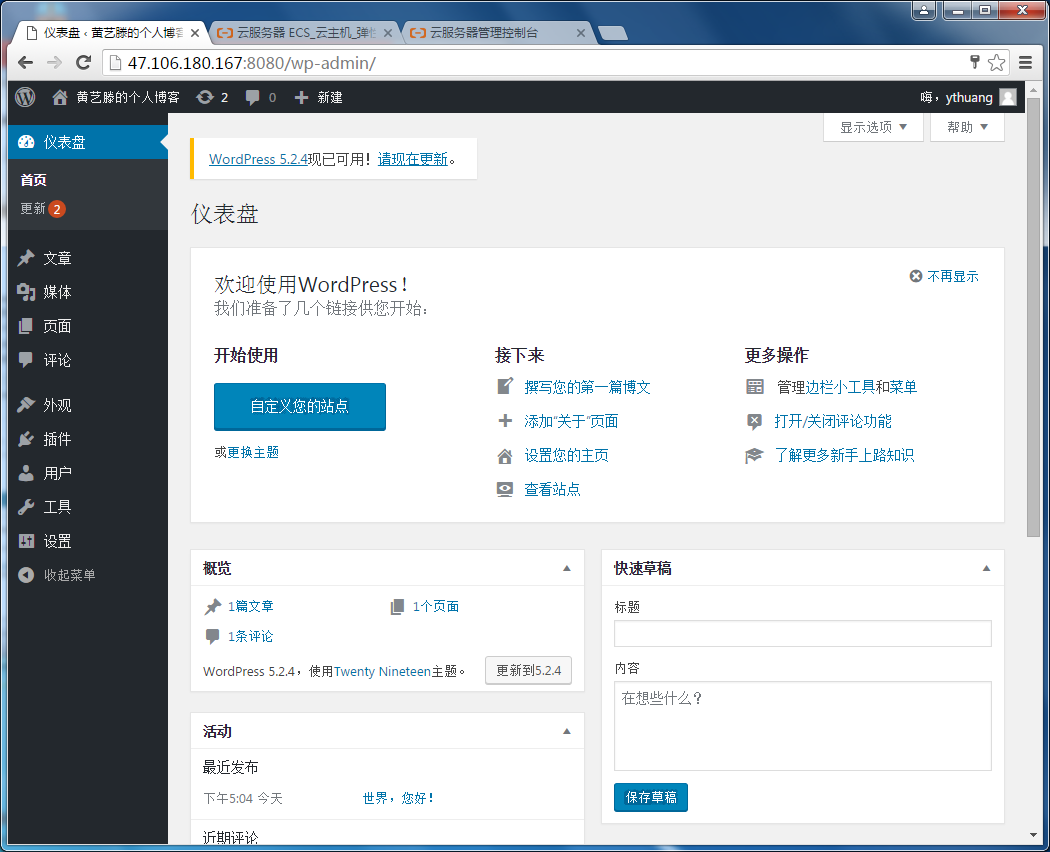 仪表盘 ‹ 黄艺滕的个人博客
云服务器 ECS_云主机_弹性
云服务器管理控制台
47.106.180.167:8080/wp-admin/
黄艺滕的个人博客 2 0 新建 嗨，ythuang
显示选项 帮助
仪表盘
首页
更新 2
文章
媒体
页面
评论
外观
插件
用户
工具
设置
收起菜单
WordPress 5.2.4现已可用！请现在更新。
仪表盘
欢迎使用WordPress！
我们准备了几个链接供您开始：
不再显示
开始使用
自定义您的站点
或更换主题
接下来
撰写您的第一篇博文
添加“关于”页面
设置您的主页
查看站点
更多操作
管理边栏小工具和菜单
打开/关闭评论功能
了解更多新手上路知识
概览
1篇文章
1个页面
1条评论
WordPress 5.2.4，使用Twenty Nineteen主题。
更新到5.2.4
活动
最近发布
下午5:04 今天 世界，您好！
近期评论
快速草稿
标题
内容
在想些什么？
保存草稿